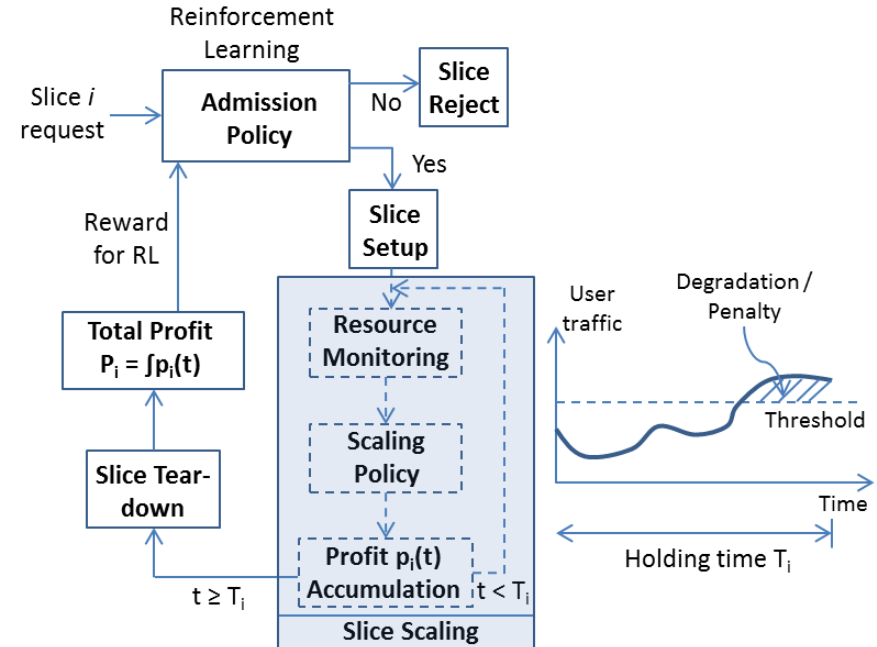 Reinforcement
Learning
Slice i
request
Admission
Policy
No
Slice
Reject
Yes
Slice
Setup
Reward
for RL
Total Profit
Pᵢ = ∫pᵢ(t)
Slice Tear-
down
t ≥ Tᵢ
Resource
Monitoring
Scaling
Policy
Profit pᵢ(t)
Accumulation
t < Tᵢ
Slice Scaling
User
traffic
Degradation /
Penalty
Threshold
Time
Holding time Tᵢ